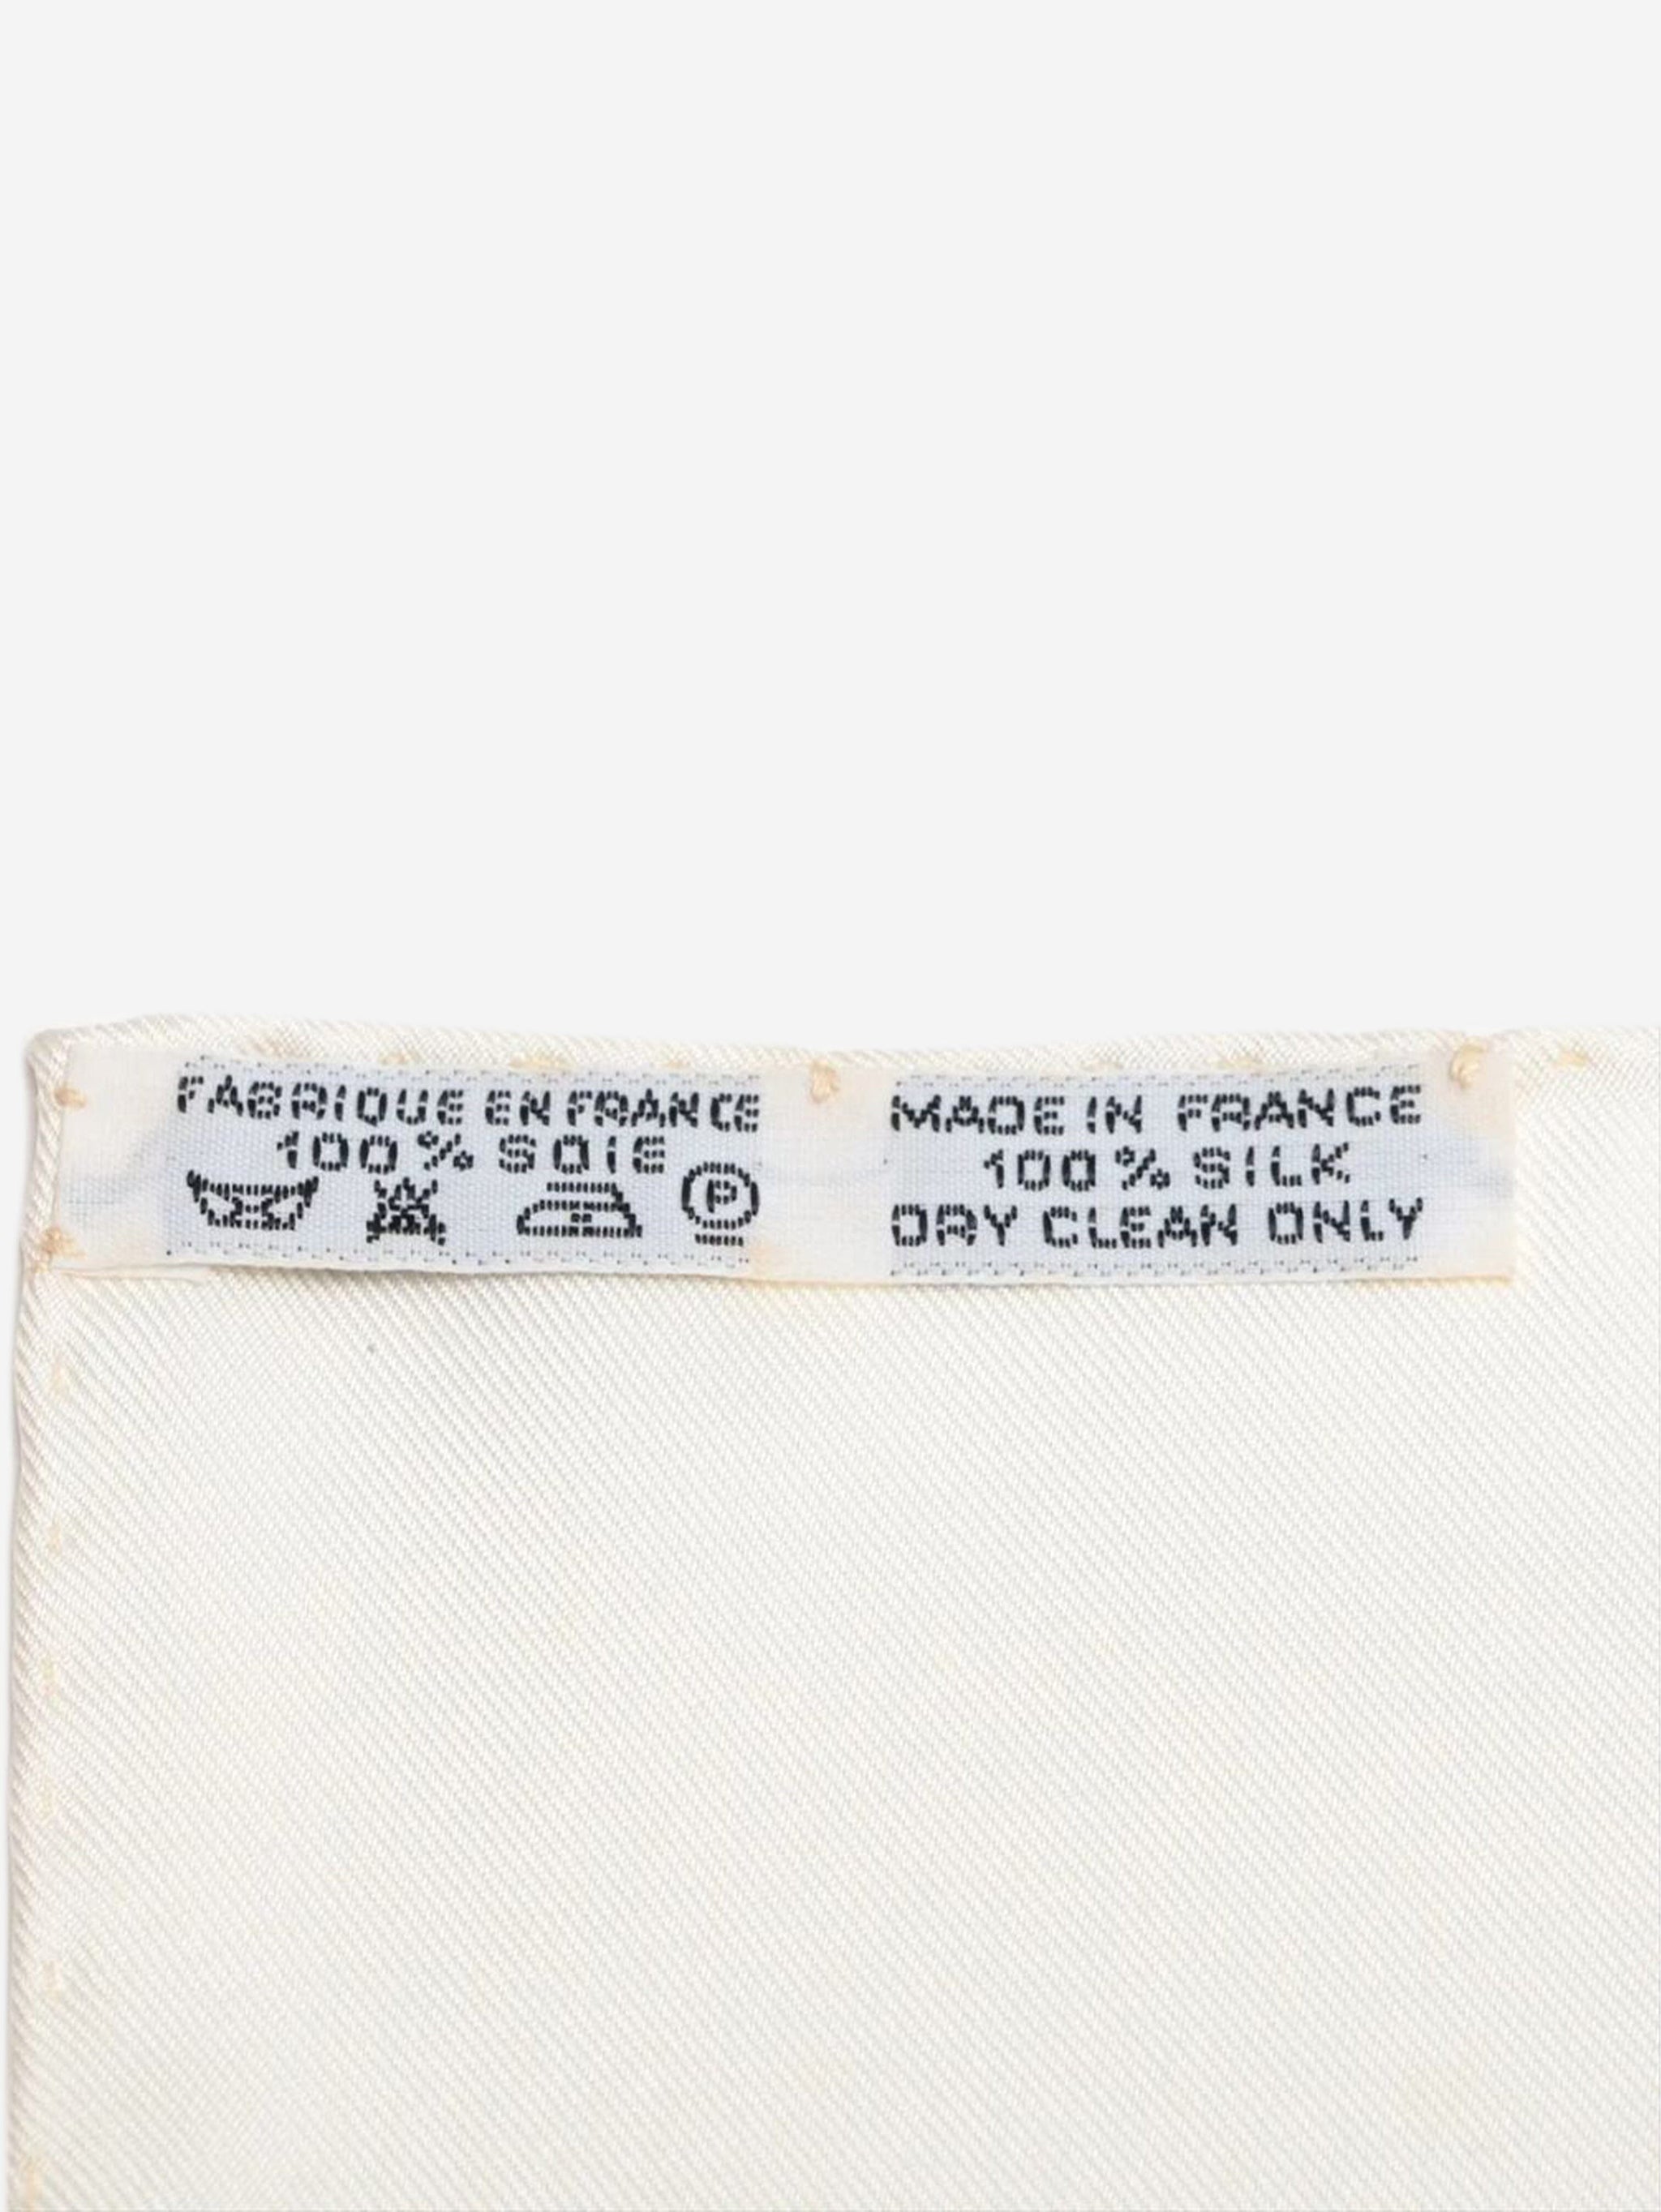 FABRIQUE EN FRANCE
100% SOIE
P
MADE IN FRANCE
100% SILK
DRY CLEAN ONLY